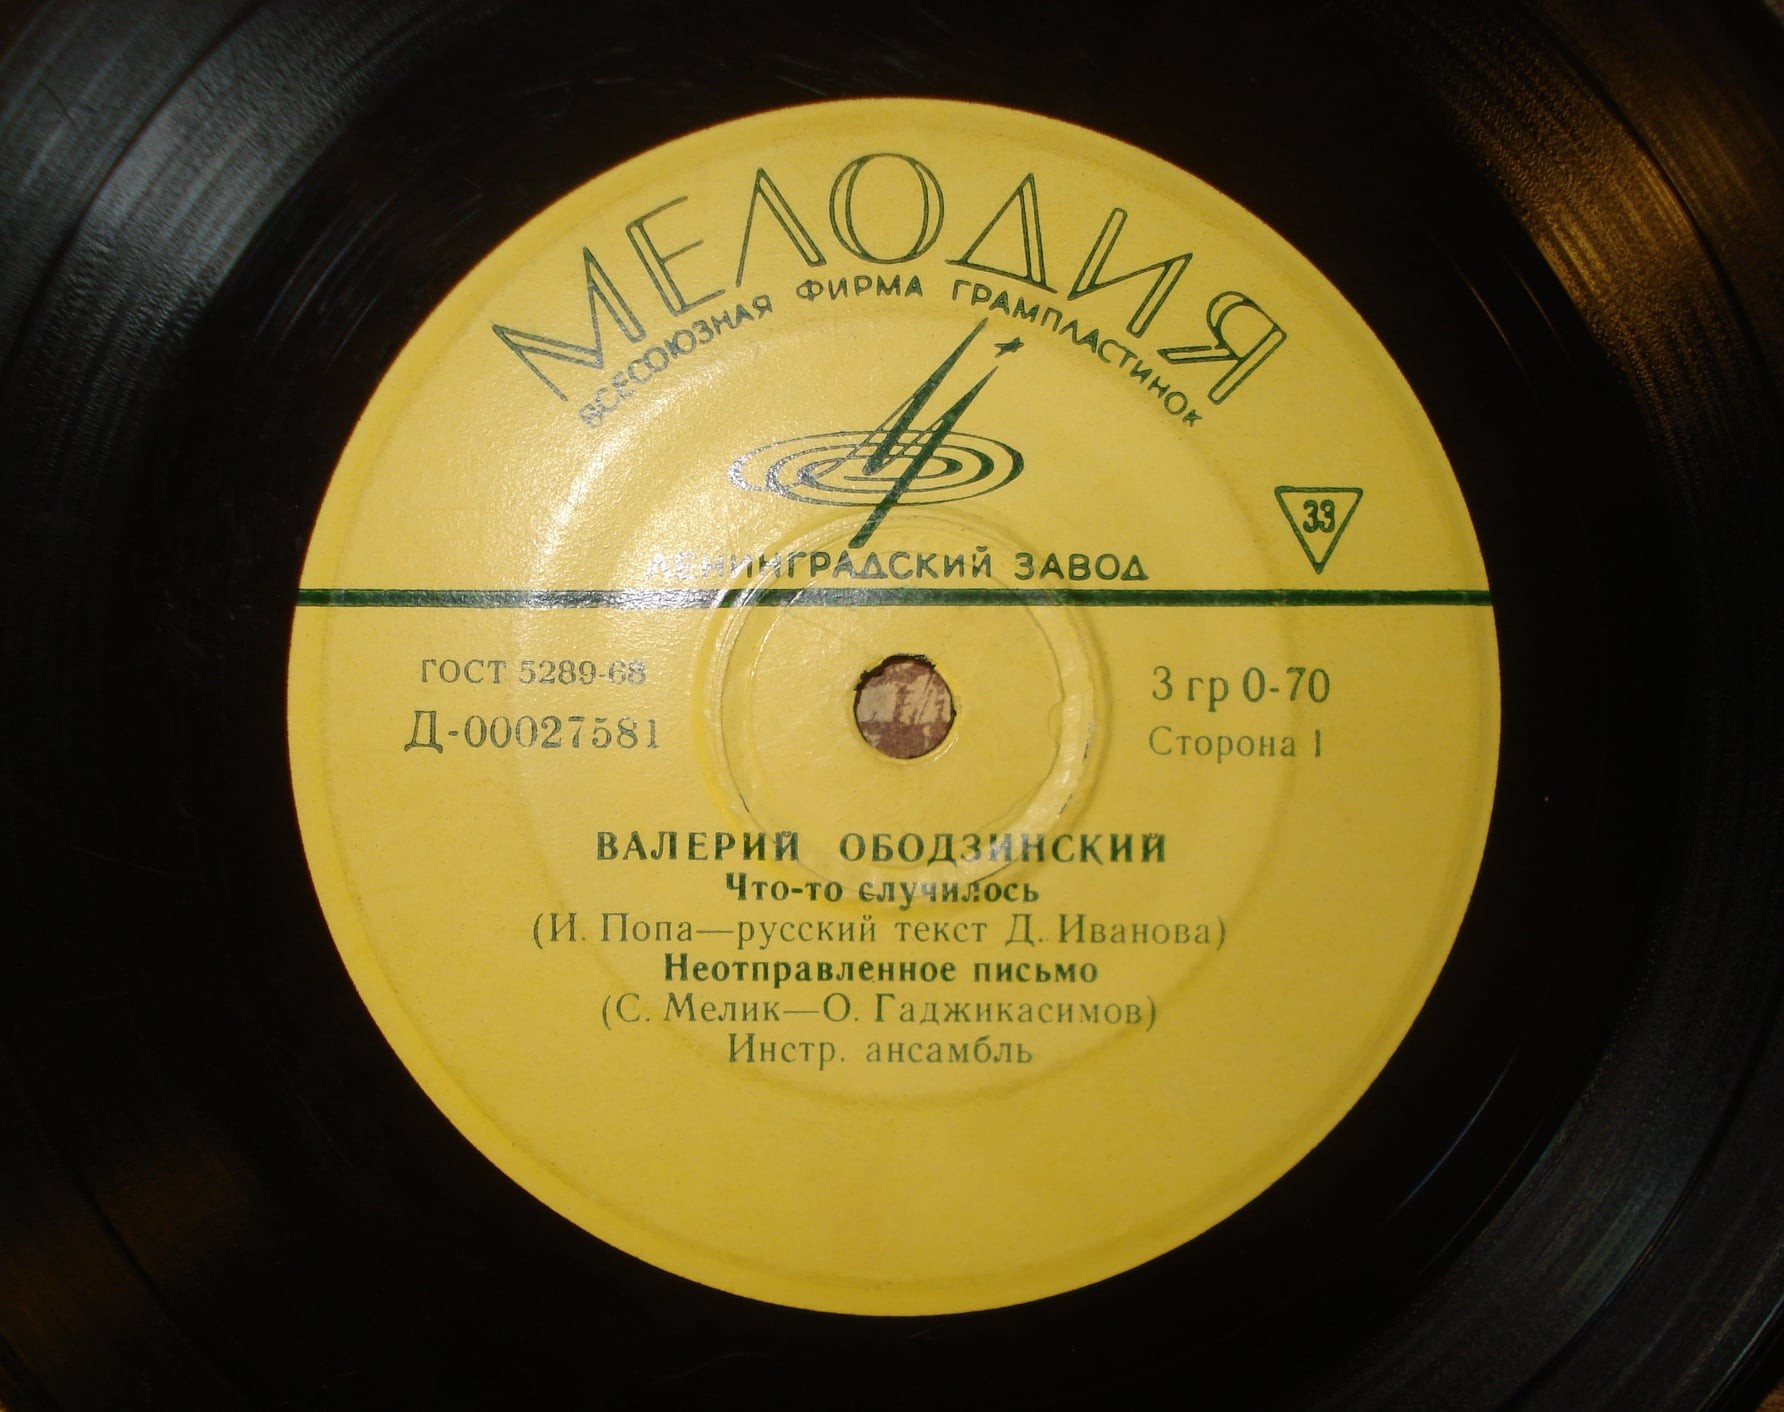 МЕЛОДИЯ
ВСЕСОЮЗНАЯ ФИРМА ГРАМПЛАСТИНОК
33
ЛЕНИНГРАДСКИЙ ЗАВОД
ГОСТ 5289-68
Д-00027581
3 гр 0-70
Сторона 1
ВАЛЕРИЙ ОБОДЗИНСКИЙ
Что-то случилось
(И. Попа—русский текст Д. Иванова)
Неотправленное письмо
(С. Мелик—О. Гаджикасимов)
Инстр. ансамбль